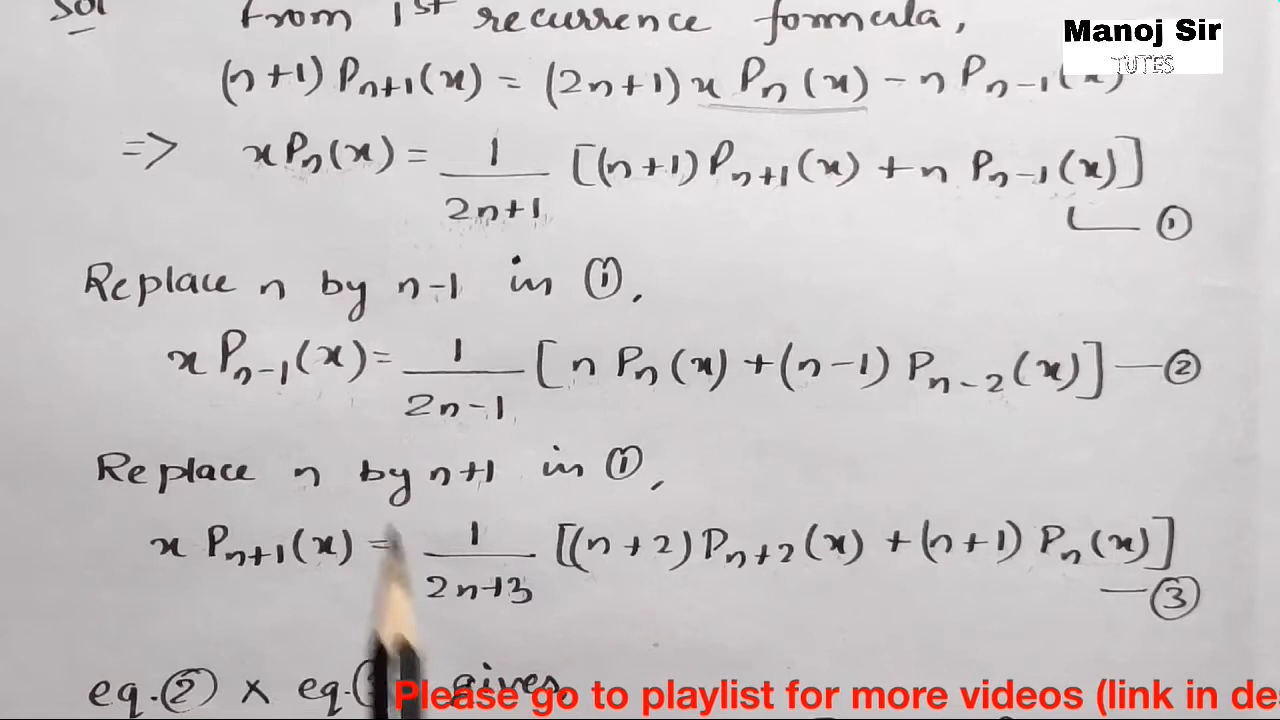 Sol from 1st recurrence formula,
Manoj Sir
TUTES
(n+1) Pn+1(x) = (2n+1) x Pn(x) - n Pn-1(x)
=> xPn(x) = 1/2n+1 [(n+1) Pn+1(x) + n Pn-1(x)]
①
Replace n by n-1 in ①,
x Pn-1(x) = 1/2n-1 [n Pn(x) + (n-1) Pn-2(x)] — ②
Replace n by n+1 in ①,
x Pn+1(x) = 1/2n+3 [(n+2) Pn+2(x) + (n+1) Pn(x)]
— ③
eq.② x eq. gives,
Please go to playlist for more videos (link in de